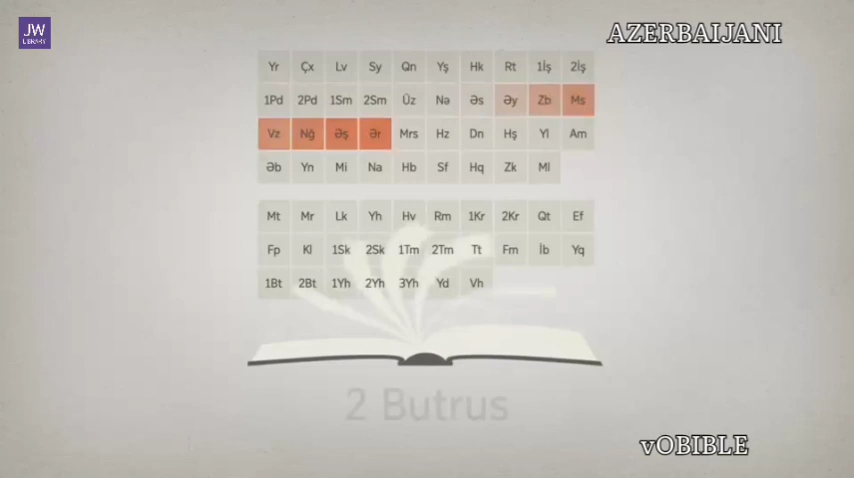 JW
LIBRARY
AZERBAIJANI
Yr Çx Lv Sy Qn Yş Hk Rt 1İş 2İş
1Pd 2Pd 1Sm 2Sm Üz Nə Əs Əy Zb Ms
Vz Nğ Əş Ər Mrs Hz Dn Hş Yl Am
Əb Yn Mi Na Hb Sf Hq Zk Ml
Mt Mr Lk Yh Hv Rm 1Kr 2Kr Qt Ef
Fp Kl 1Sk 2Sk 1Tm 2Tm Tt Fm İb Yq
1Bt 2Bt 1Yh 2Yh 3Yh Yd Vh
2 Butrus
vOBIBLE